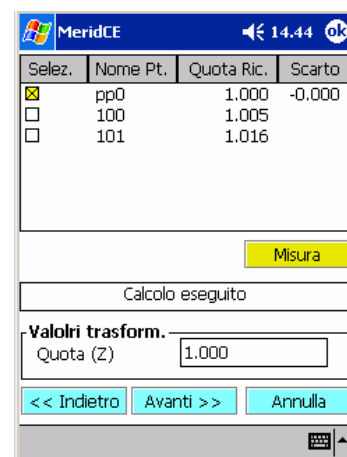 MeridCE 14.44 ok
Selez. Nome Pt. Quota Ric. Scarto
pp0 1.000 -0.000
100 1.005
101 1.016
Misura
Calcolo eseguito
Valolri trasform.
Quota (Z) 1.000
<< Indietro Avanti >> Annulla